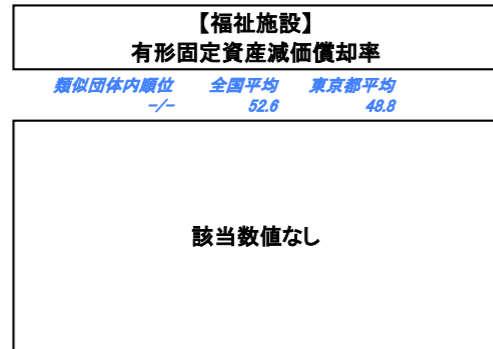 【福祉施設】
有形固定資産減価償却率
類似団体内順位 全国平均 東京都平均
-/- 52.6 48.8
該当数値なし